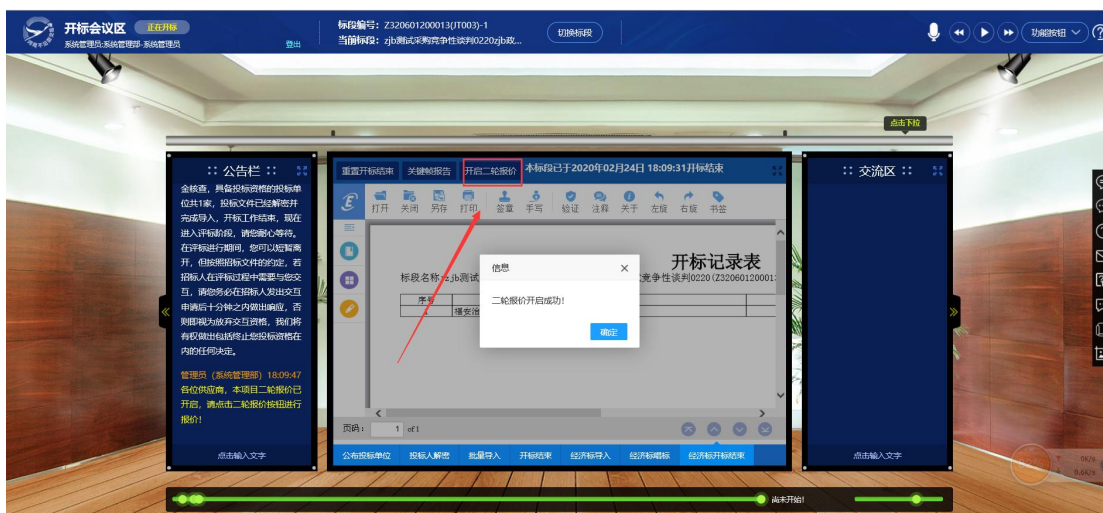 开标会议区 正在开标
系统管理员·系统管理部-系统管理员 登出
标段编号：Z320601200013(JT003)-1
当前标段：zjb测试采购竞争性谈判0220zjb政...
切换标段
功能按钮
点击下拉
:: 公告栏 ::
金核查，具备投标资格的投标单
位共1家，投标文件已经解密并
完成导入，开标工作结束，现在
进入评标阶段，请您耐心等待。
在评标进行期间，您可以短暂离
开，但按照招标文件的约定，若
招标人在评标过程中需要与您交
互，请您务必在招标人发出交互
申请后十分钟之内做出响应，否
则即视为放弃交互资格，我们将
有权做出包括终止您投标资格在
内的任何决定。
管理员（系统管理部）18:09:47
各位供应商，本项目二轮报价已
开启，请点击二轮报价按钮进行
报价！
点击输入文字
重置开标结束 关键帧报告 开启二轮报价 本标段已于2020年02月24日 18:09:31开标结束
打开 关闭 另存 打印 签章 手写 验证 注释 关于 左旋 右旋 书签
开标记录表
标段名称：zjb测试 竞争性谈判0220(Z32060120001
序号
1
信息
二轮报价开启成功!
确定
页码： 1 of1
公布投标单位 投标人解密 批量导入 开标结束 经济标导入 经济标唱标 经济标开标结束
:: 交流区 ::
点击输入文字
尚未开始!
0K/s